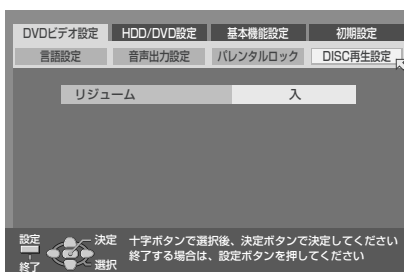 DVDビデオ設定 HDD/DVD設定 基本機能設定 初期設定
言語設定 音声出力設定 パレンタルロック DISC再生設定
リジューム 入
設定 決定 十字ボタンで選択後、決定ボタンで決定してください
終了 選択 終了する場合は、設定ボタンを押してください